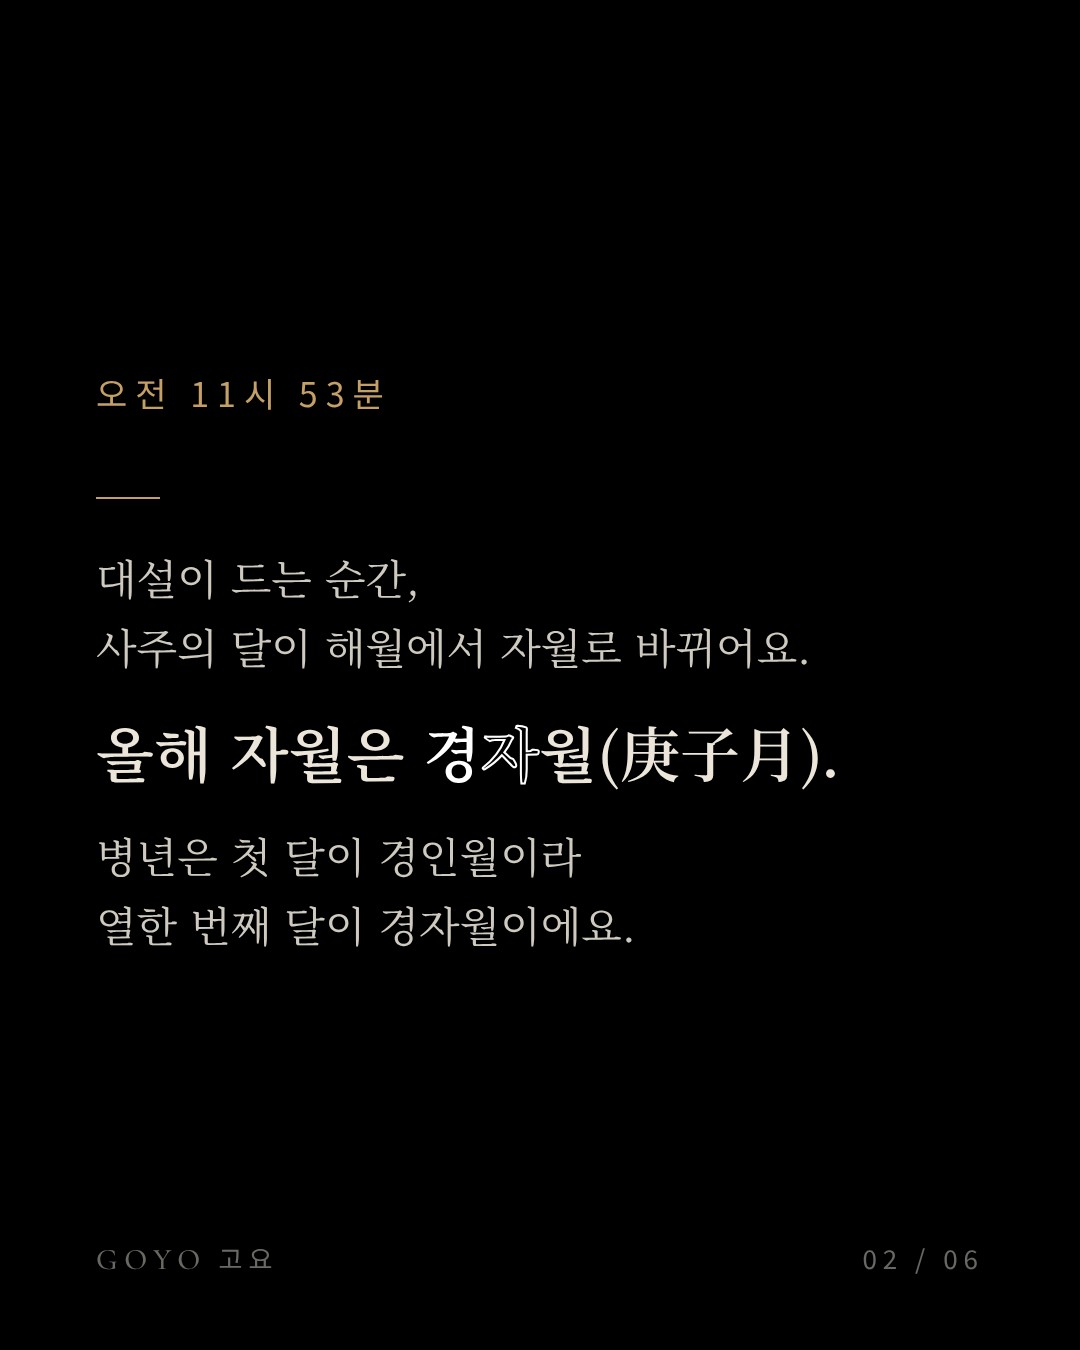 오전 11시 53분
대설이 드는 순간,
사주의 달이 해월에서 자월로 바뀌어요.
올해 자월은 경자월(庚子月).
병년은 첫 달이 경인월이라
열한 번째 달이 경자월이에요.
GOYO 고요
02 / 06